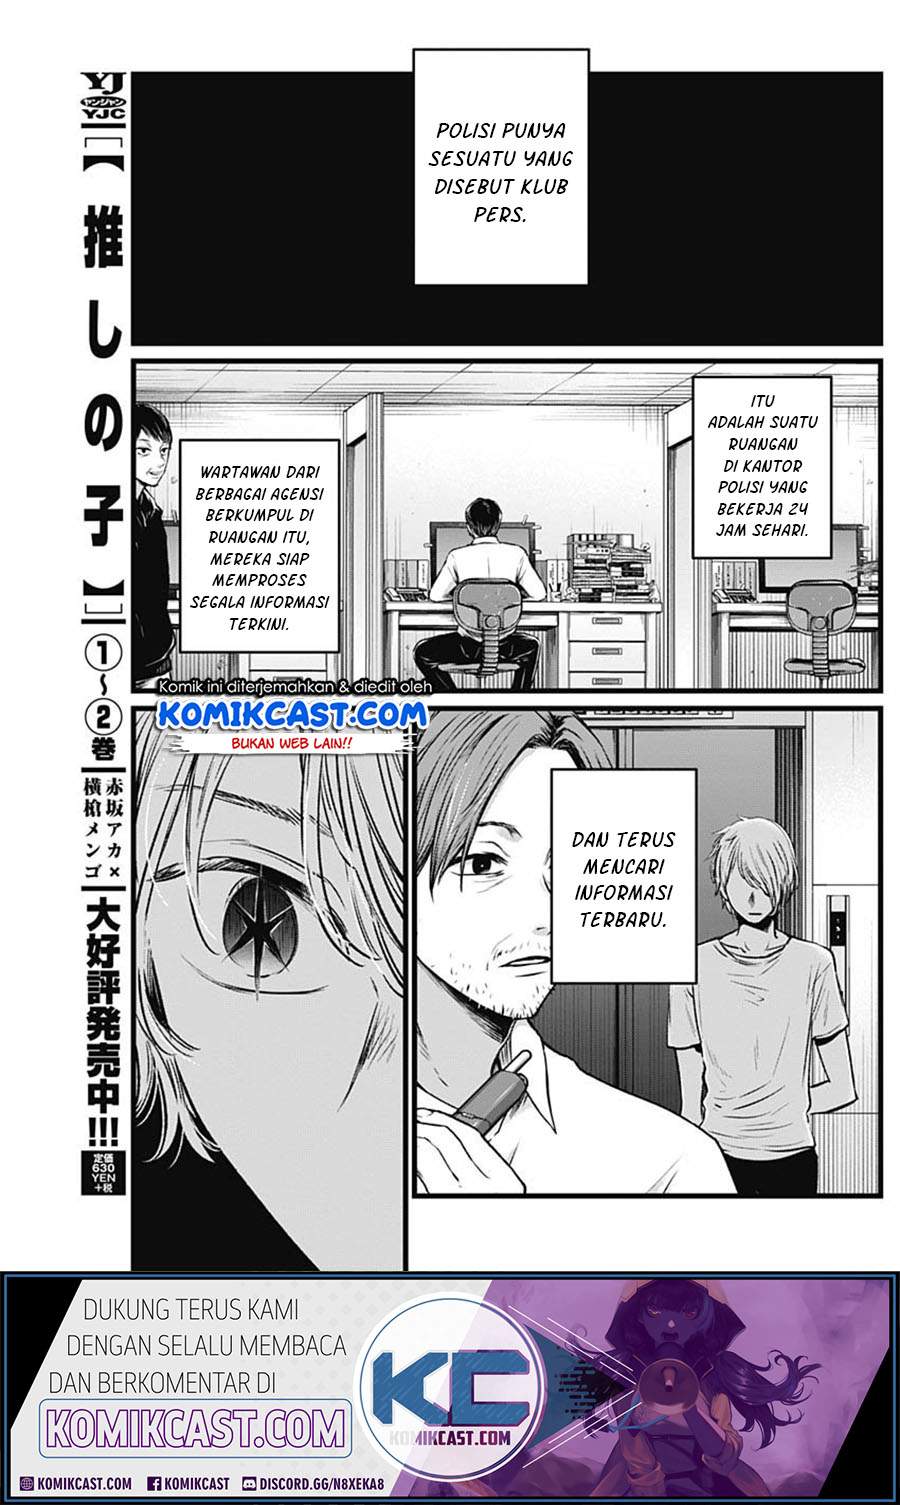 POLISI PUNYA
SESUATU YANG
DISEBUT KLUB
PERS.
ITU
ADALAH SUATU
RUANGAN
DI KANTOR
POLISI YANG
BEKERJA 24
JAM SEHARI.
WARTAWAN DARI
BERBAGAI AGENSI
BERKUMPUL DI
RUANGAN ITU,
MEREKA SIAP
MEMPROSES
SEGALA INFORMASI
TERKINI.
DAN TERUS
MENCARI
INFORMASI
TERBARU.
Komik ini diterjemahkan & diedit oleh
KOMIKCAST.COM
BUKAN WEB LAIN!!
YJ
ヤンジャン
YJC
［【推しの子】］①～②巻
赤坂アカ×
横槍メンゴ
大好評発売中!!!
定価
630
YEN
+税
DUKUNG TERUS KAMI
DENGAN SELALU MEMBACA
DAN BERKOMENTAR DI
KOMIKCAST.COM
KC
KOMIKCAST.COM
KOMIKCAST.COM
KOMIKCAST
DISCORD.GG/N8XEKA8